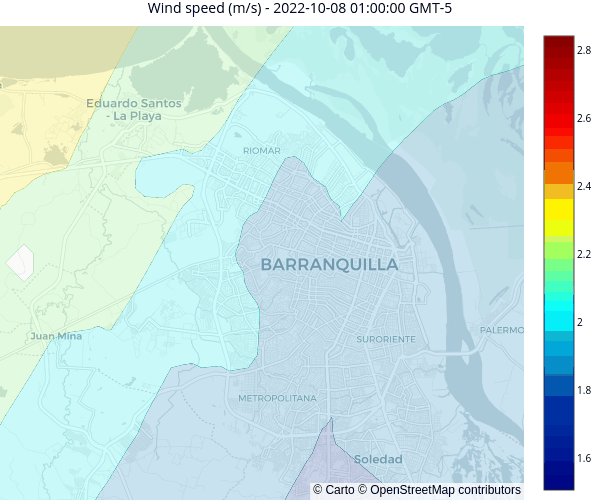 Wind speed (m/s) - 2022-10-08 01:00:00 GMT-5
2.8
2.6
2.4
2.2
2
1.8
1.6
Eduardo Santos
- La Playa
RIOMAR
BARRANQUILLA
Juan Mina
SURORIENTE
PALERMO
METROPOLITANA
Soledad
© Carto © OpenStreetMap contributors